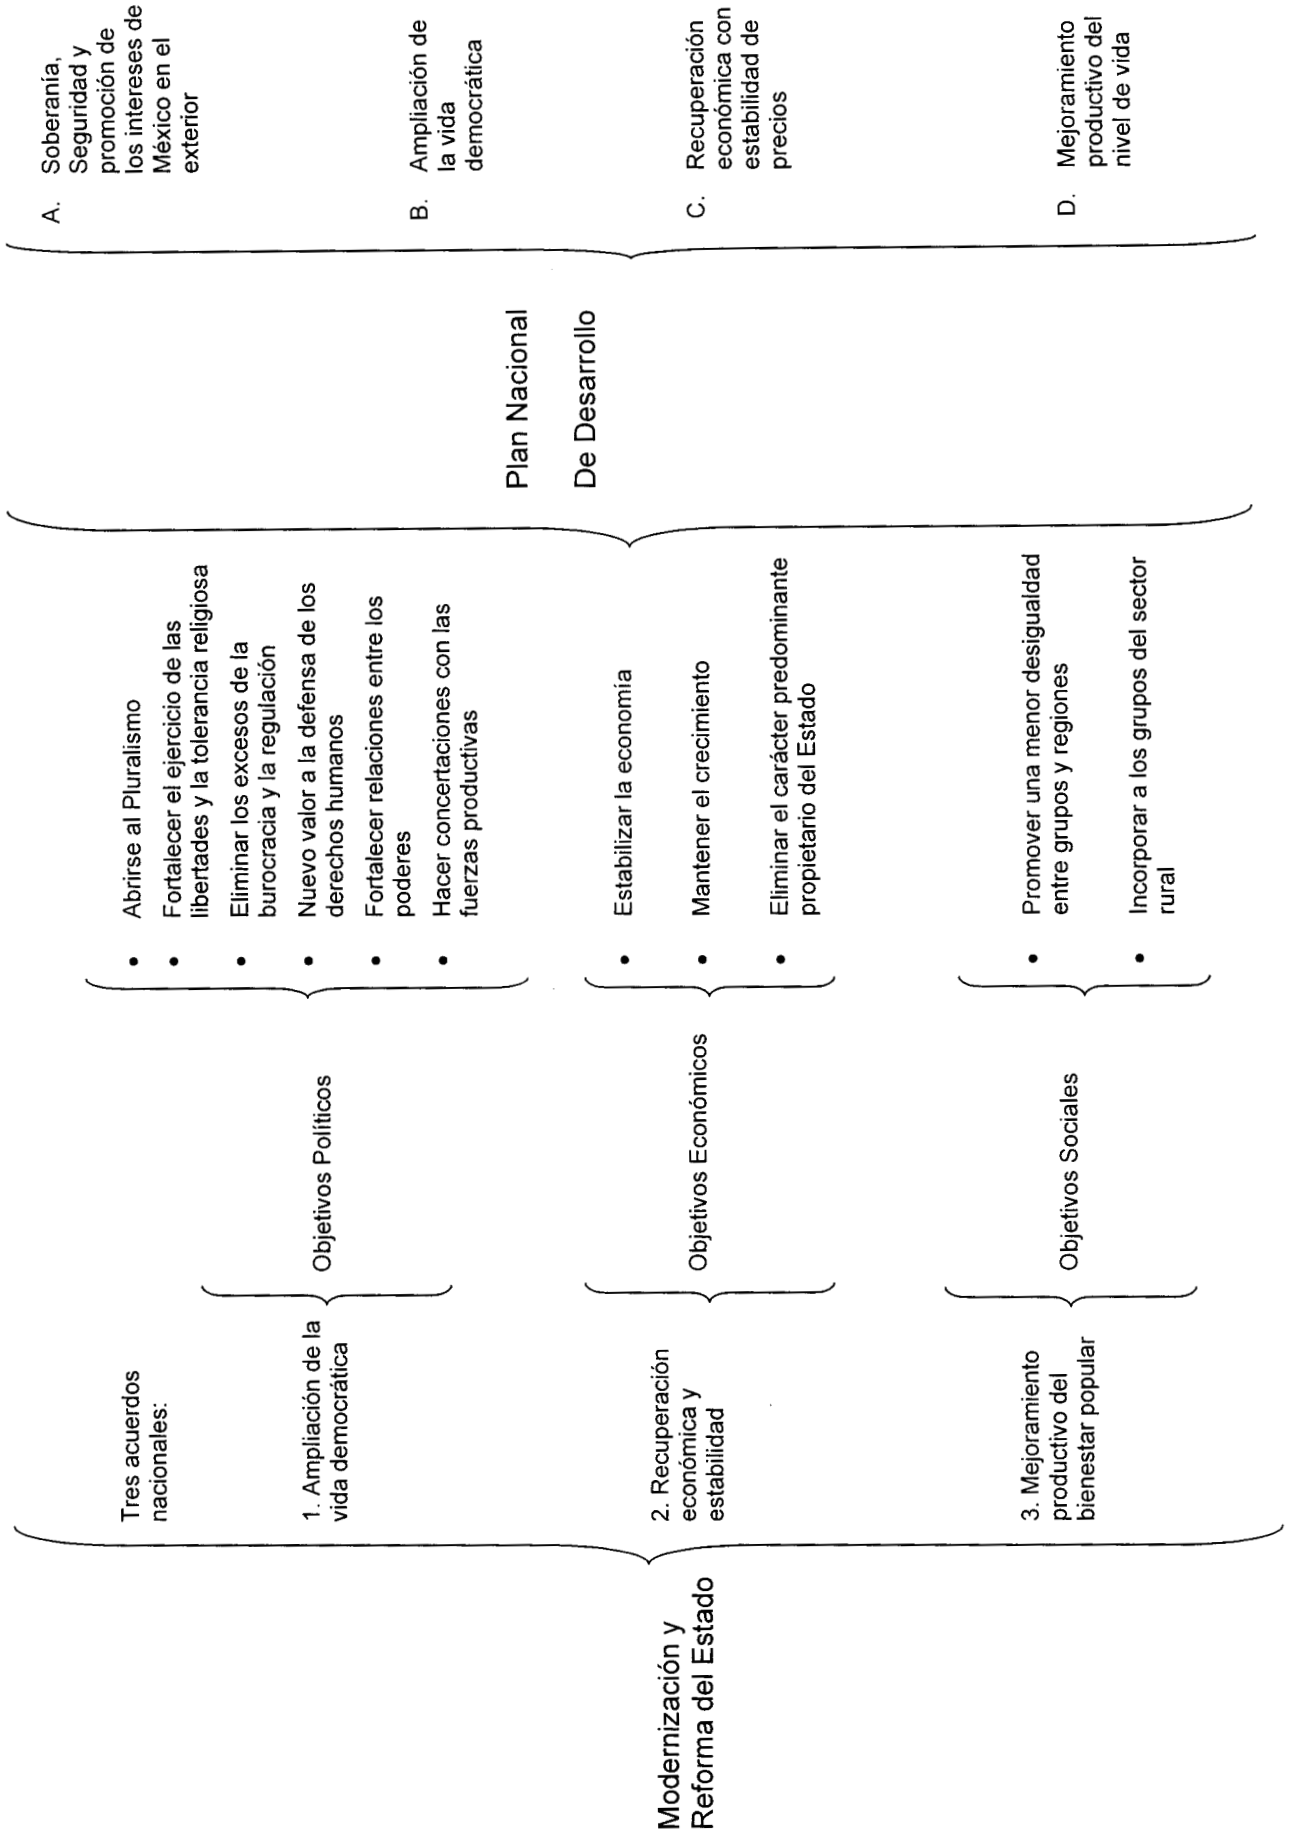 Modernización y
Reforma del Estado
Tres acuerdos
nacionales:
1. Ampliación de la
vida democrática
2. Recuperación
económica y
estabilidad
3. Mejoramiento
productivo del
bienestar popular
Objetivos Políticos
Objetivos Económicos
Objetivos Sociales
• Abrirse al Pluralismo
• Fortalecer el ejercicio de las
libertades y la tolerancia religiosa
• Eliminar los excesos de la
burocracia y la regulación
• Nuevo valor a la defensa de los
derechos humanos
• Fortalecer relaciones entre los
poderes
• Hacer concertaciones con las
fuerzas productivas
• Estabilizar la economía
• Mantener el crecimiento
• Eliminar el carácter predominante
propietario del Estado
• Promover una menor desigualdad
entre grupos y regiones
• Incorporar a los grupos del sector
rural
Plan Nacional
De Desarrollo
A. Soberanía,
Seguridad y
promoción de
los intereses de
México en el
exterior
B. Ampliación de
la vida
democrática
C. Recuperación
económica con
estabilidad de
precios
D. Mejoramiento
productivo del
nivel de vida